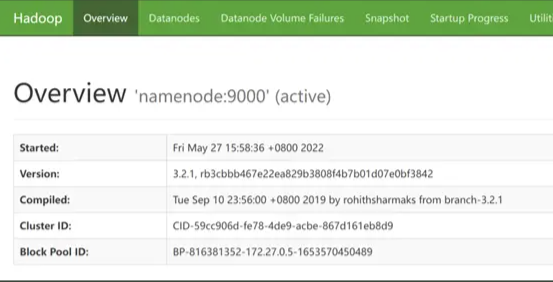 Hadoop Overview Datanodes Datanode Volume Failures Snapshot Startup Progress Utilit
Overview 'namenode:9000' (active)
Started: Fri May 27 15:58:36 +0800 2022
Version: 3.2.1, rb3cbbb467e22ea829b3808f4b7b01d07e0bf3842
Compiled: Tue Sep 10 23:56:00 +0800 2019 by rohithsharmaks from branch-3.2.1
Cluster ID: CID-59cc906d-fe78-4de9-acbe-867d161eb8d9
Block Pool ID: BP-816381352-172.27.0.5-1653570450489